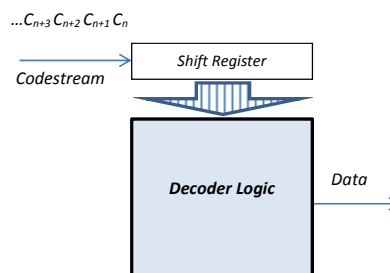 ...Cn+3 Cn+2 Cn+1 Cn
Shift Register
Codestream
Decoder Logic
Data